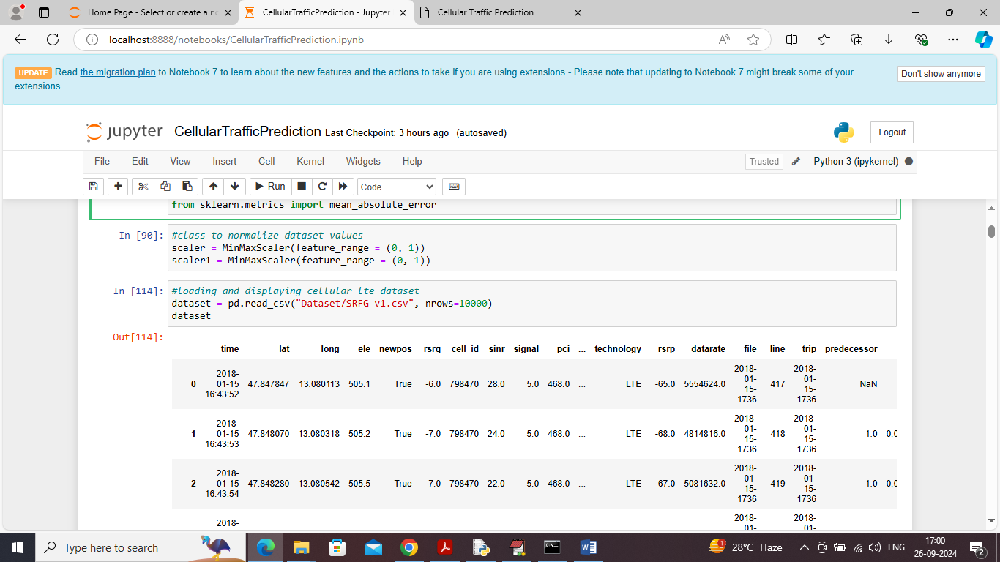 Home Page - Select or create a no
CellularTrafficPrediction - Jupyter
Cellular Traffic Prediction
localhost:8888/notebooks/CellularTrafficPrediction.ipynb
UPDATE Read the migration plan to Notebook 7 to learn about the new features and the actions to take if you are using extensions - Please note that updating to Notebook 7 might break some of your
extensions.
Don't show anymore
jupyter CellularTrafficPrediction Last Checkpoint: 3 hours ago (autosaved)
Logout
File Edit View Insert Cell Kernel Widgets Help
Trusted
Python 3 (ipykernel)
Run
Code
from sklearn.metrics import mean_absolute_error
In [90]: #class to normalize dataset values
scaler = MinMaxScaler(feature_range = (0, 1))
scaler1 = MinMaxScaler(feature_range = (0, 1))
In [114]: #loading and displaying cellular lte dataset
dataset = pd.read_csv("Dataset/SRFG-v1.csv", nrows=10000)
dataset
Out[114]:
time lat long ele newpos rsrq cell_id sinr signal pci ... technology rsrp datarate file line trip predecessor
0 2018-01-15 16:43:52 47.847847 13.080113 505.1 True -6.0 798470 28.0 5.0 468.0 ... LTE -65.0 5554624.0 2018-01-15-1736 417 2018-01-15-1736 NaN
1 2018-01-15 16:43:53 47.848070 13.080318 505.2 True -7.0 798470 24.0 5.0 468.0 ... LTE -68.0 4814816.0 2018-01-15-1736 418 2018-01-15-1736 1.0 0.0
2 2018-01-15 16:43:54 47.848280 13.080542 505.5 True -7.0 798470 22.0 5.0 468.0 ... LTE -67.0 5081632.0 2018-01-15-1736 419 2018-01-15-1736 1.0 0.0
2018- 2018- 2018-
01- 01-
Type here to search
1
28°C Haze
ENG
17:00
26-09-2024
2